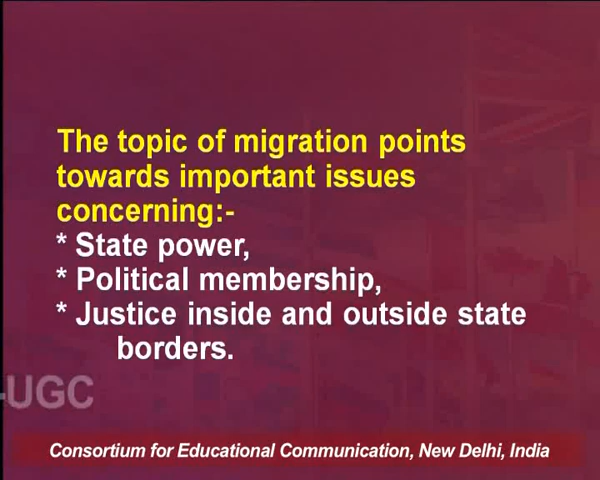 The topic of migration points
towards important issues
concerning:-
* State power,
* Political membership,
* Justice inside and outside state
borders.
-UGC
Consortium for Educational Communication, New Delhi, India